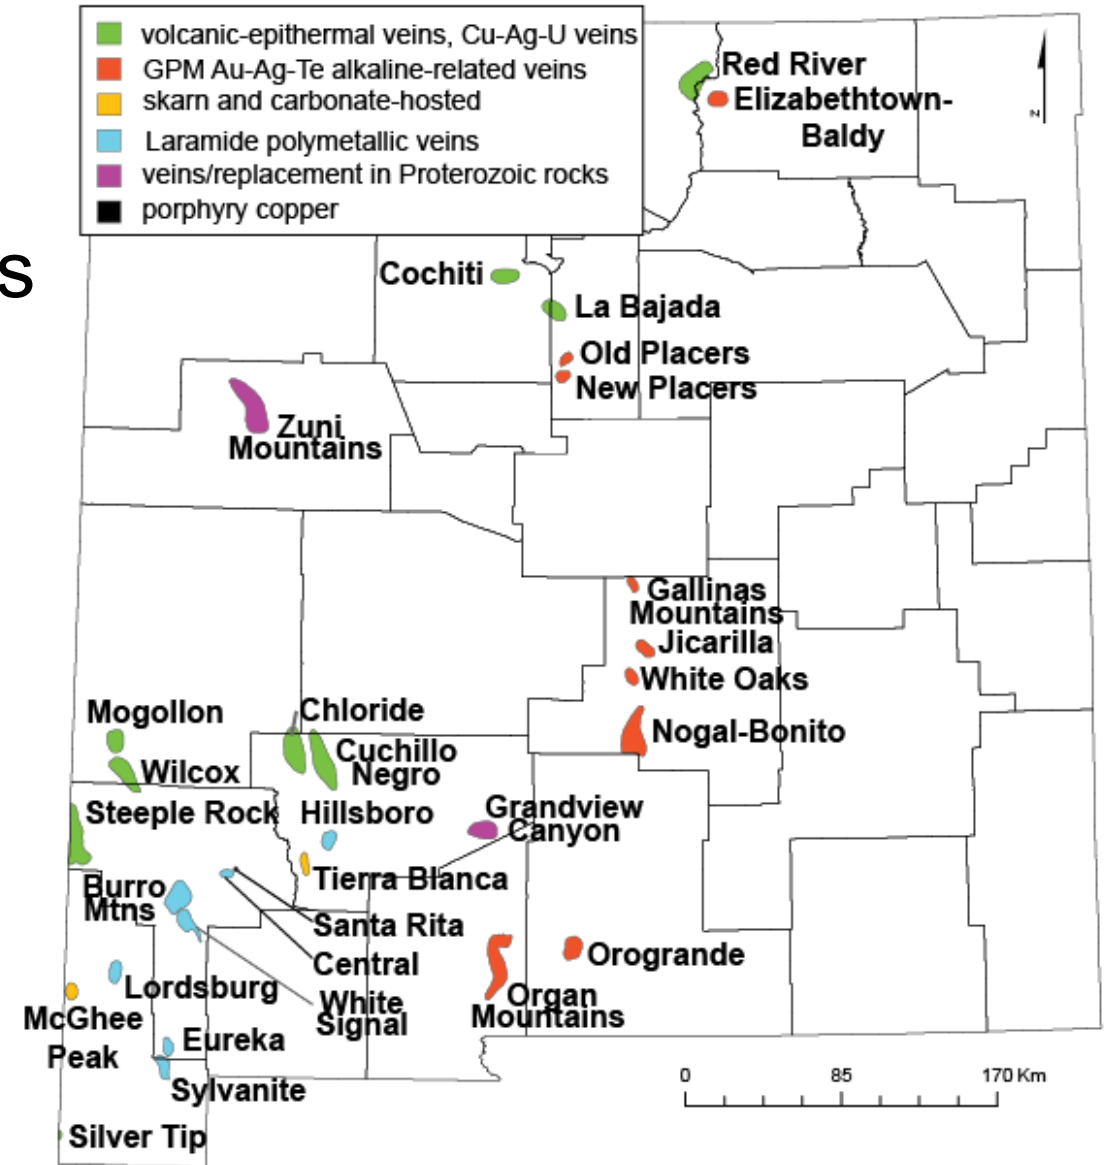 volcanic-epithermal veins, Cu-Ag-U veins
GPM Au-Ag-Te alkaline-related veins
skarn and carbonate-hosted
Laramide polymetallic veins
veins/replacement in Proterozoic rocks
porphyry copper
s
N
Red River
Elizabethtown-
Baldy
Cochiti
La Bajada
Old Placers
New Placers
Zuni
Mountains
Gallinas
Mountains
Jicarilla
White Oaks
Nogal-Bonito
Mogollon
Chloride
Cuchillo
Negro
Wilcox
Steeple Rock
Hillsboro
Grandview
Canyon
Tierra Blanca
Burro
Mtns
Santa Rita
Central
White
Signal
Lordsburg
McGhee
Peak
Eureka
Sylvanite
Silver Tip
Organ
Mountains
Orogrande
0 85 170 Km